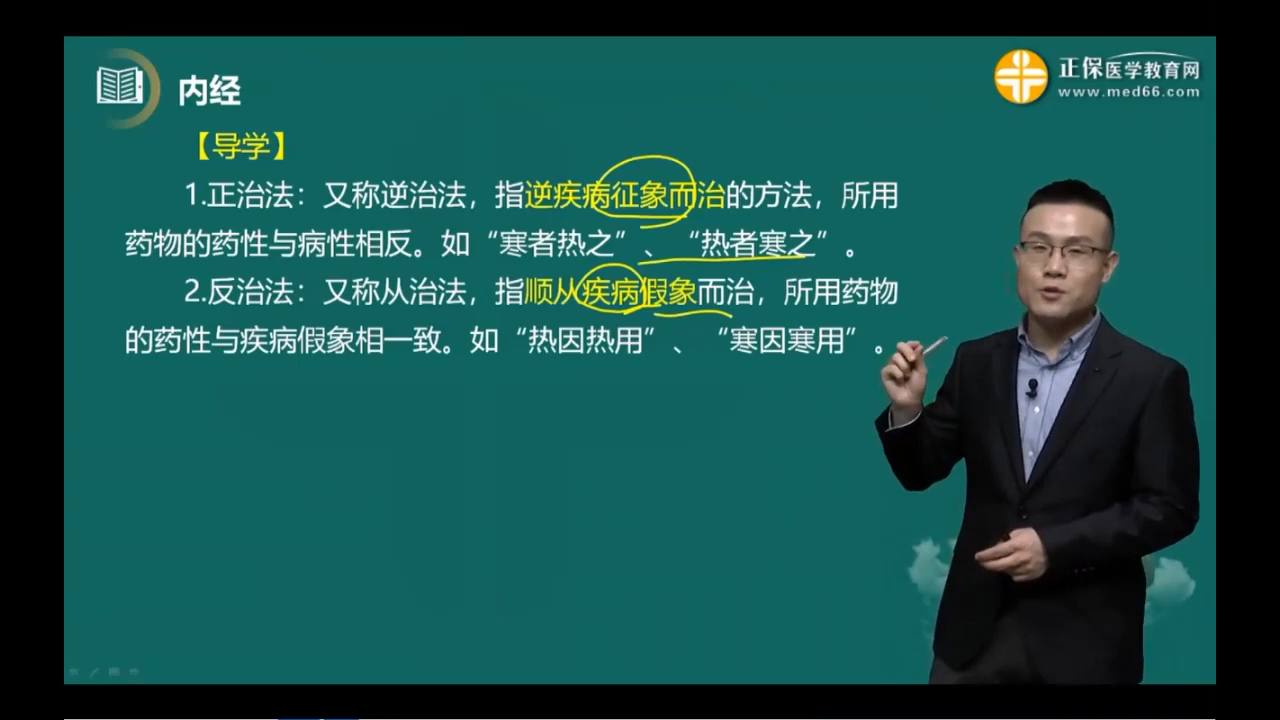 内经
正保医学教育网
www.med66.com
【导学】
1.正治法：又称逆治法，指逆疾病征象而治的方法，所用
药物的药性与病性相反。如“寒者热之”、“热者寒之”。
2.反治法：又称从治法，指顺从疾病假象而治，所用药物
的药性与疾病假象相一致。如“热因热用”、“寒因寒用”。